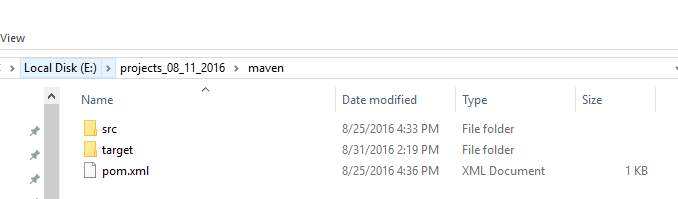 View
Local Disk (E:) projects_08_11_2016 maven
Name Date modified Type Size
src 8/25/2016 4:33 PM File folder
target 8/31/2016 2:19 PM File folder
pom.xml 8/25/2016 4:36 PM XML Document 1 KB